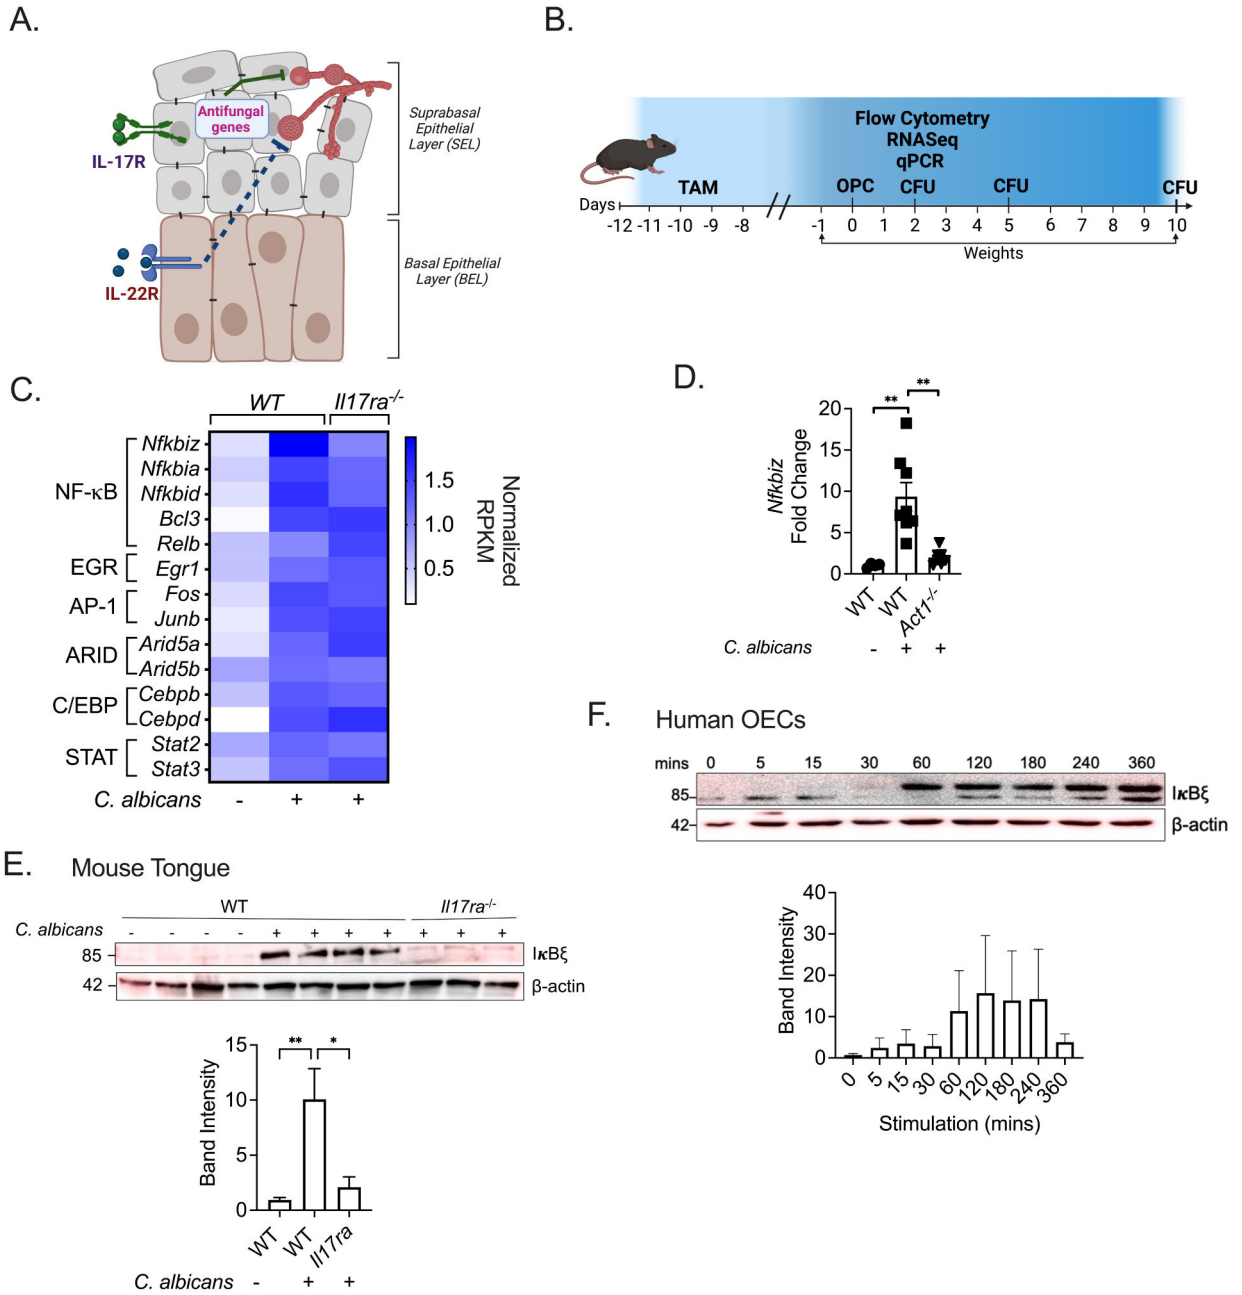 A.
Antifungal
genes
IL-17R
IL-22R
Suprabasal
Epithelial
Layer (SEL)
Basal Epithelial
Layer (BEL)
B.
Flow Cytometry
RNASeq
qPCR
TAM
OPC
CFU
CFU
CFU
Days
-12 -11 -10 -9 -8 -1 0 1 2 3 4 5 6 7 8 9 10
Weights
C.
WT
Il17ra-/-
NF-κB
Nfkbiz
Nfkbia
Nfkbid
Bcl3
Relb
EGR
Egr1
AP-1
Fos
Junb
ARID
Arid5a
Arid5b
C/EBP
Cebpb
Cebpd
STAT
Stat2
Stat3
C. albicans - + +
1.5
1.0
0.5
Normalized
RPKM
D.
** **
Nfkbiz
Fold Change
20
15
10
5
0
WT WT Act1-/-
C. albicans - + +
E. Mouse Tongue
WT Il17ra-/-
C. albicans - - - - + + + + + + +
85 IκBξ
42 β-actin
** *
Band Intensity
15
10
5
0
WT WT Il17ra
C. albicans - + +
F. Human OECs
mins 0 5 15 30 60 120 180 240 360
85 IκBξ
42 β-actin
Band Intensity
40
30
20
10
0
0 5 15 30 60 120 180 240 360
Stimulation (mins)